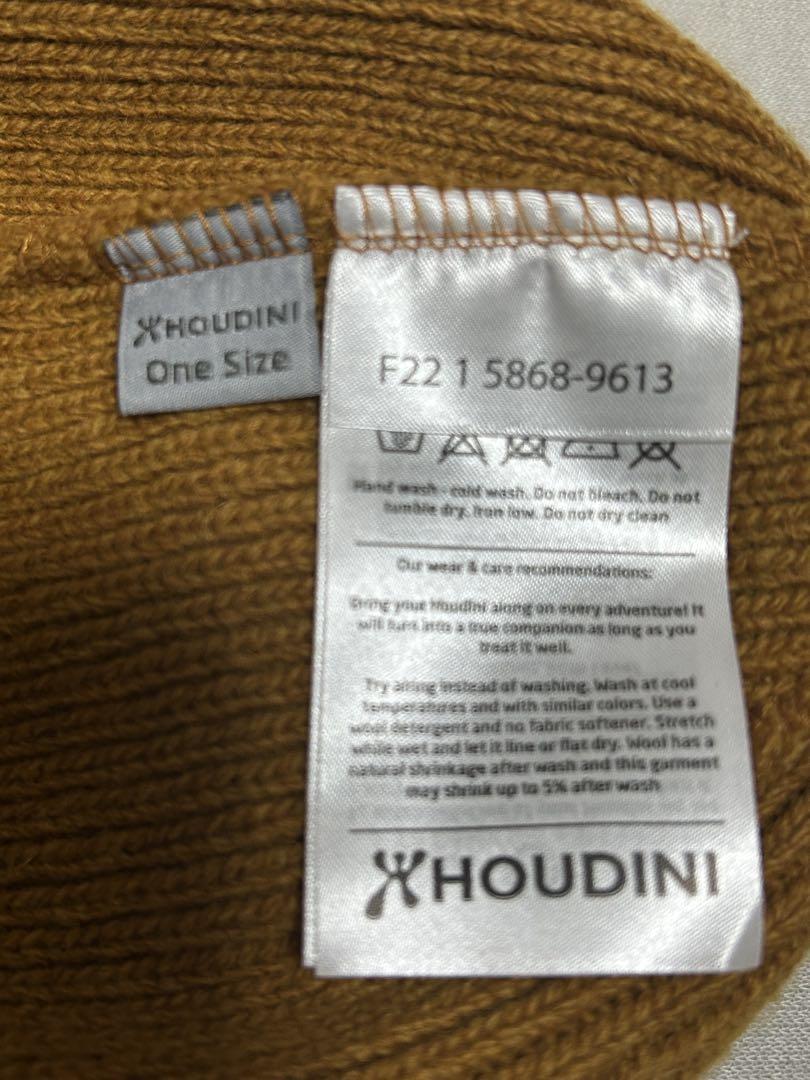 HOUDINI
One Size
F22 1 5868-9613
Hand wash - cold wash. Do not bleach. Do not
tumble dry. Iron low. Do not dry clean
Our wear & care recommendations:
Bring your Houdini along on every adventure! It
will turn into a true companion as long as you
treat it well.
Try airing instead of washing. Wash at cool
temperatures and with similar colors. Use a
wool detergent and no fabric softener. Stretch
while wet and let it line or flat dry. Wool has a
natural shrinkage after wash and this garment
may shrink up to 5% after wash
HOUDINI